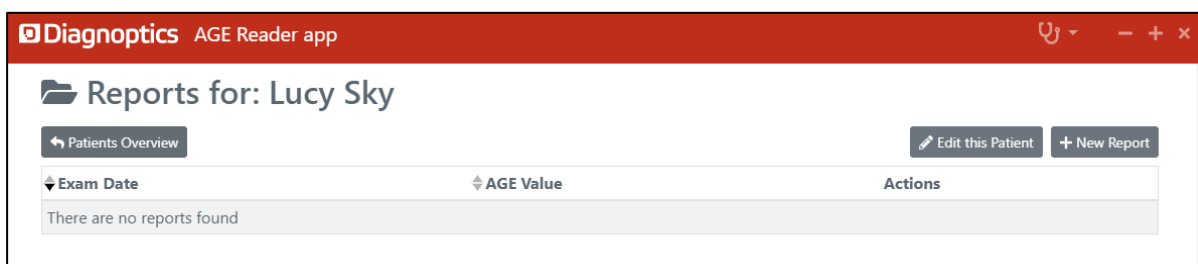 Diagnoptics AGE Reader app
Reports for: Lucy Sky
Patients Overview
Edit this Patient
New Report
Exam Date AGE Value Actions
There are no reports found